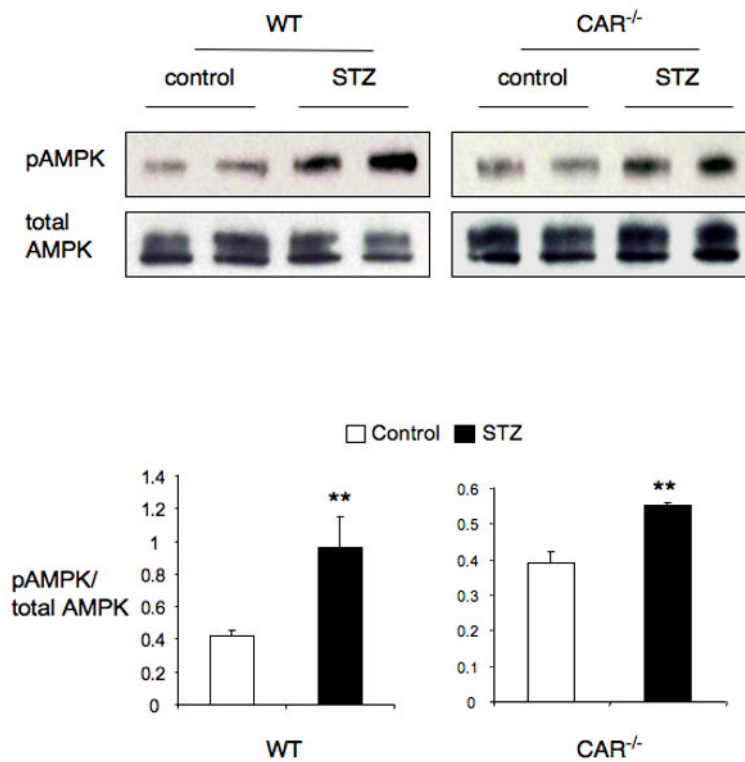 WT CAR-/-
control STZ control STZ
pAMPK
total
AMPK
Control STZ
1.4
1.2
1
0.8
0.6
0.4
0.2
0
**
0.6
0.5
0.4
0.3
0.2
0.1
0
**
pAMPK/
total AMPK
WT CAR-/-